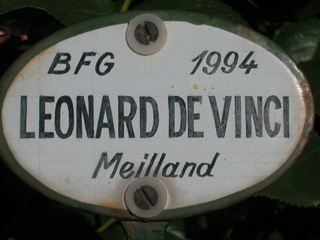 BFG 1994
LEONARD DE VINCI
Meilland